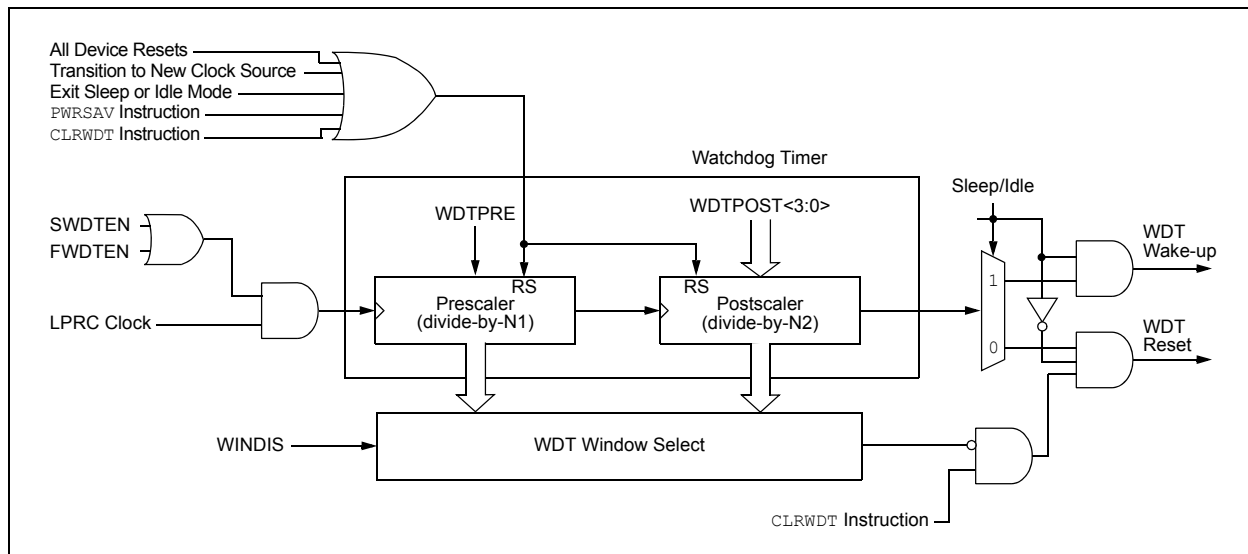 All Device Resets
Transition to New Clock Source
Exit Sleep or Idle Mode
PWRSAV Instruction
CLRWDT Instruction
Watchdog Timer
Sleep/Idle
SWDTEN
FWDTEN
WDTPRE
WDTPOST<3:0>
WDT
Wake-up
RS
RS
Prescaler
(divide-by-N1)
Postscaler
(divide-by-N2)
1
LPRC Clock
0
WDT
Reset
WINDIS
WDT Window Select
CLRWDT Instruction